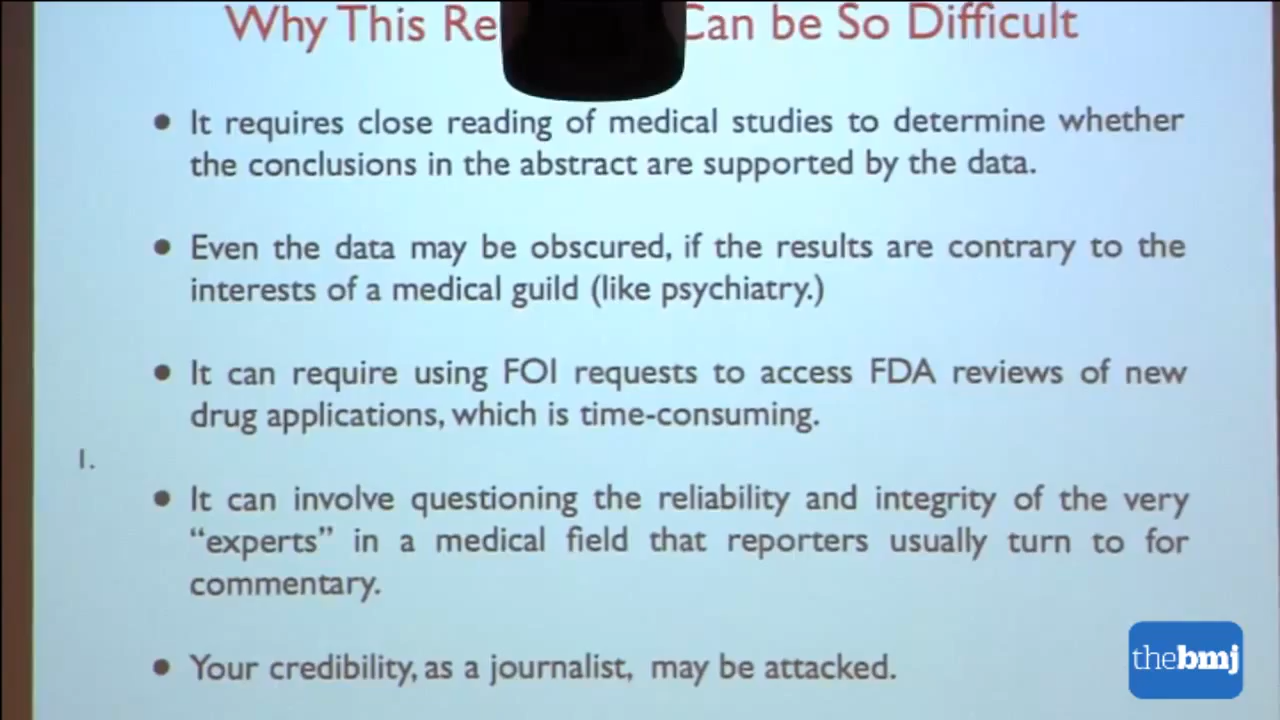 Why This Re an be So Difficult
• It requires close reading of medical studies to determine whether
the conclusions in the abstract are supported by the data.
• Even the data may be obscured, if the results are contrary to the
interests of a medical guild (like psychiatry.)
• It can require using FOI requests to access FDA reviews of new
drug applications, which is time-consuming.
1.
• It can involve questioning the reliability and integrity of the very
“experts” in a medical field that reporters usually turn to for
commentary.
• Your credibility, as a journalist, may be attacked.
thebmj